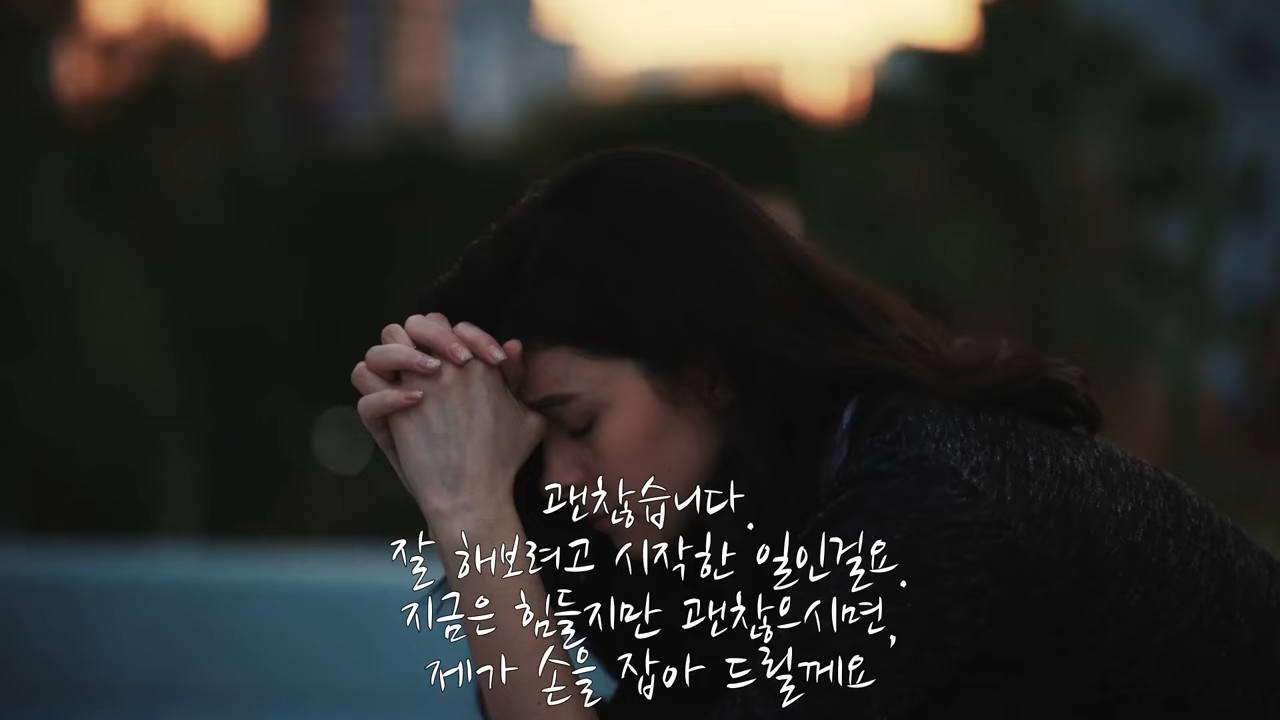 괜찮습니다.
잘 해보려고 시작한 일인걸요.
지금은 힘들지만 괜찮으시면,
제가 손을 잡아 드릴께요